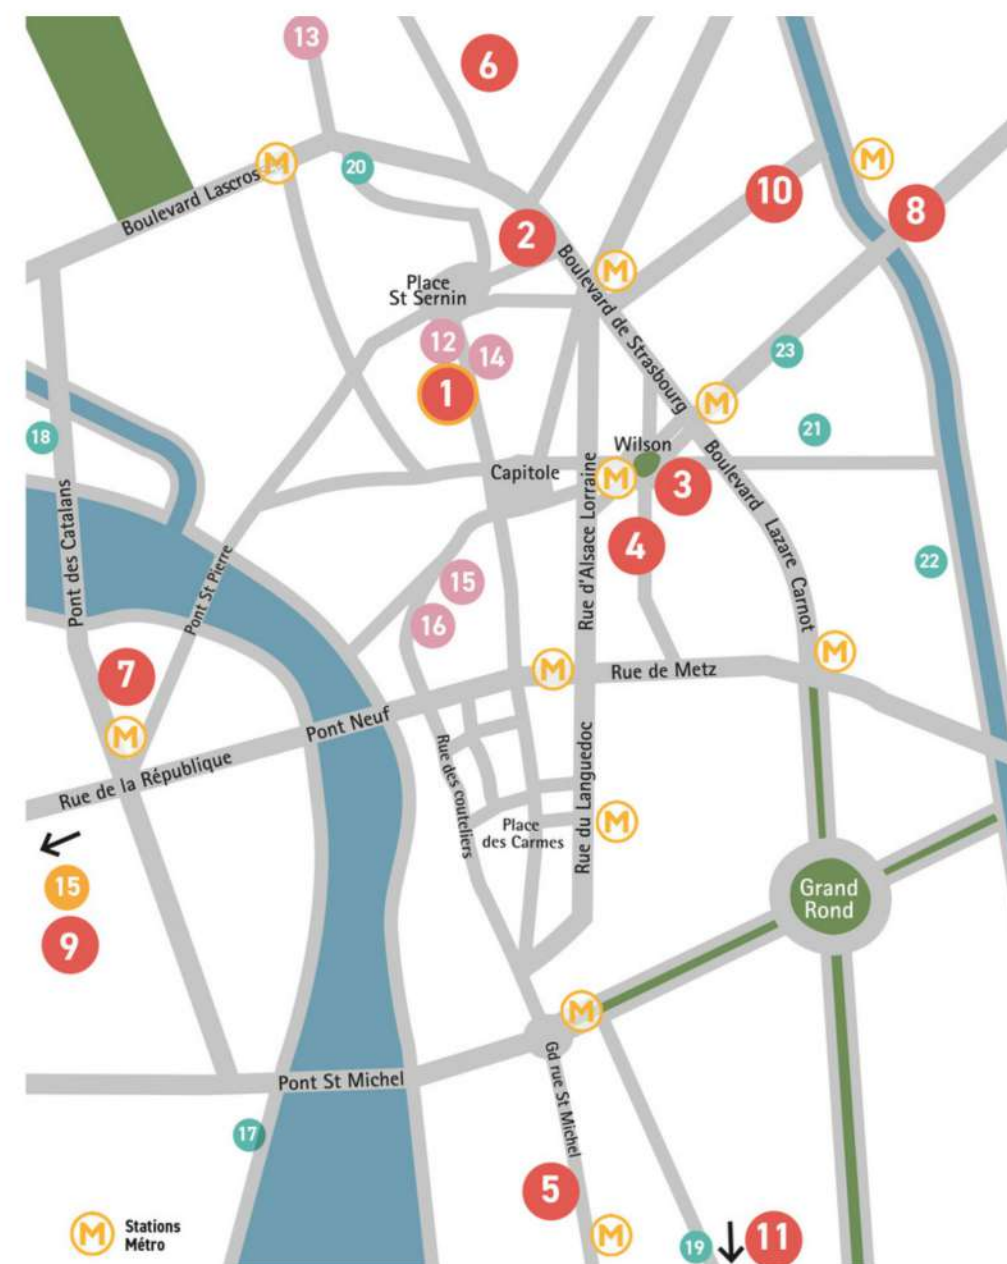 13
6
M
20
M
10
8
Boulevard Lascrosses
2
M
Place
St Sernin
Boulevard de Strasbourg
12
14
23
1
M
18
21
Wilson
Capitole
M
3
Boulevard Lazare Carnot
Pont des Catalans
Rue d'Alsace Lorraine
4
22
Pont St Pierre
15
16
M
7
M
Rue de Metz
M
Pont Neuf
Rue de la République
Rue des couteliers
Rue du Languedoc
Place
des Carmes
M
15
9
Grand
Rond
M
Pont St Michel
Gd rue St Michel
17
5
M
Stations
Métro
M
19
11